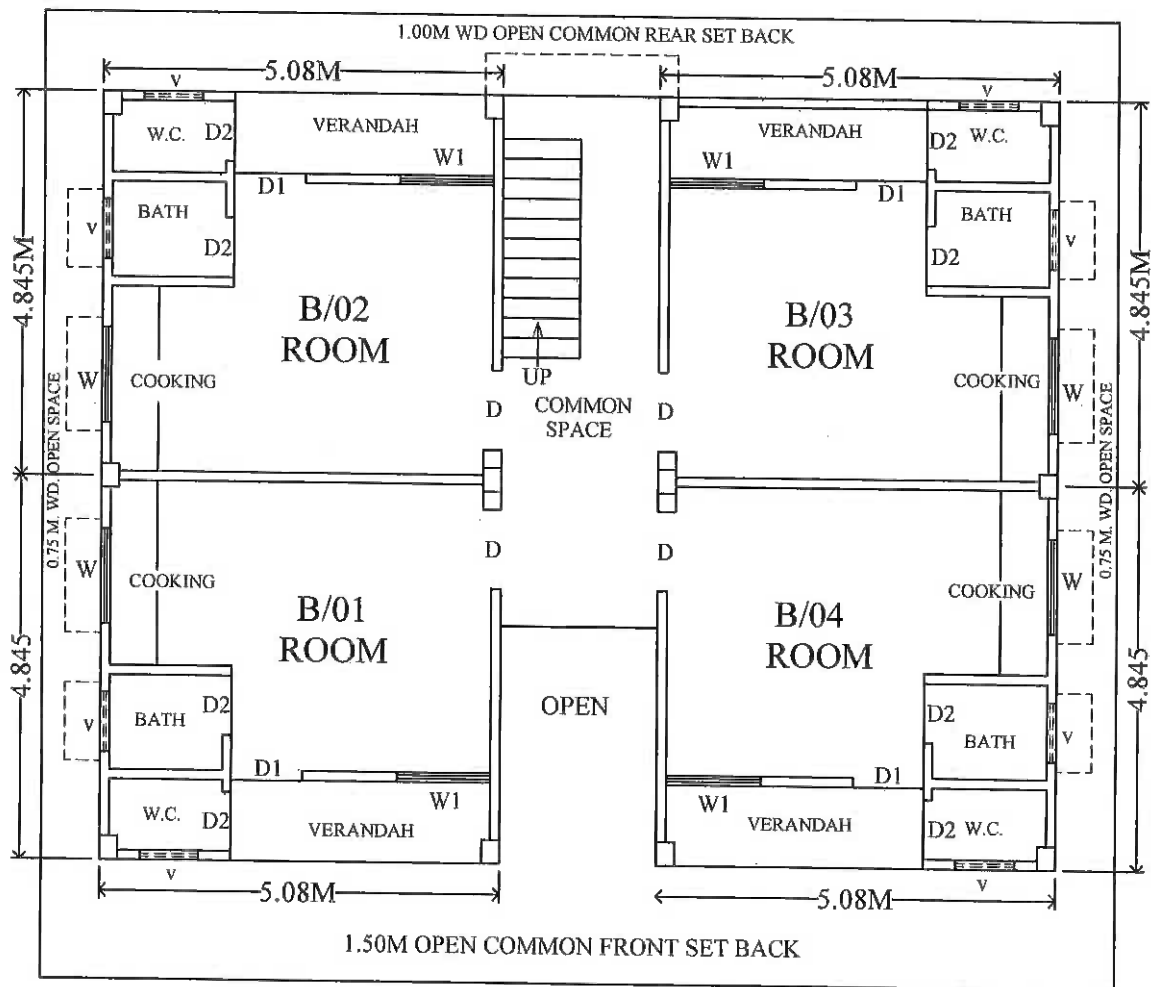 1.00M WD OPEN COMMON REAR SET BACK
5.08M
5.08M
V
V
W.C.
D2
VERANDAH
W1
D1
VERANDAH
W1
D1
D2
W.C.
BATH
D2
V
BATH
D2
V
4.845M
4.845M
B/02
ROOM
B/03
ROOM
UP
COMMON
SPACE
COOKING
W
COOKING
W
D
D
0.75 M. WD. OPEN SPACE
0.75 M. WD. OPEN SPACE
D
D
COOKING
W
COOKING
W
B/01
ROOM
B/04
ROOM
4.845
4.845
OPEN
BATH
D2
V
D2
BATH
V
D1
W1
W1
D1
W.C.
D2
VERANDAH
VERANDAH
D2
W.C.
V
V
5.08M
5.08M
1.50M OPEN COMMON FRONT SET BACK